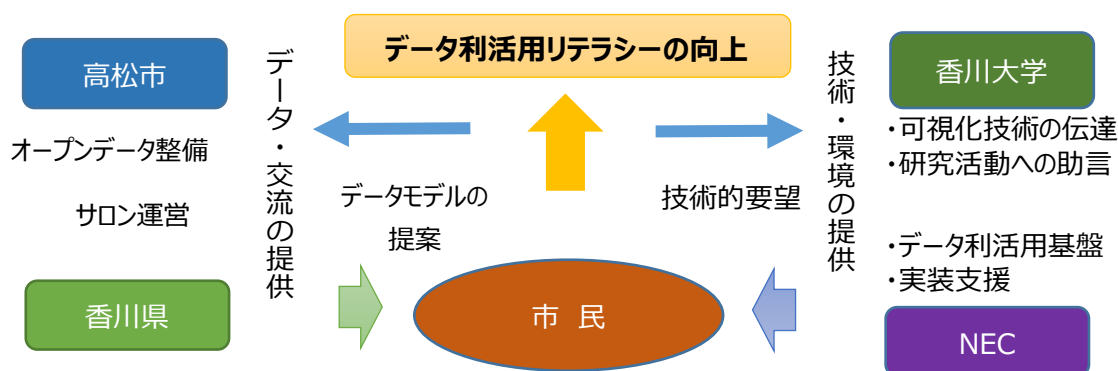 データ利活用リテラシーの向上
高松市
オープンデータ整備
サロン運営
香川県
データ・交流の提供
データモデルの
提案
技術的要望
市 民
技術・環境の提供
香川大学
・可視化技術の伝達
・研究活動への助言
・データ利活用基盤
・実装支援
NEC